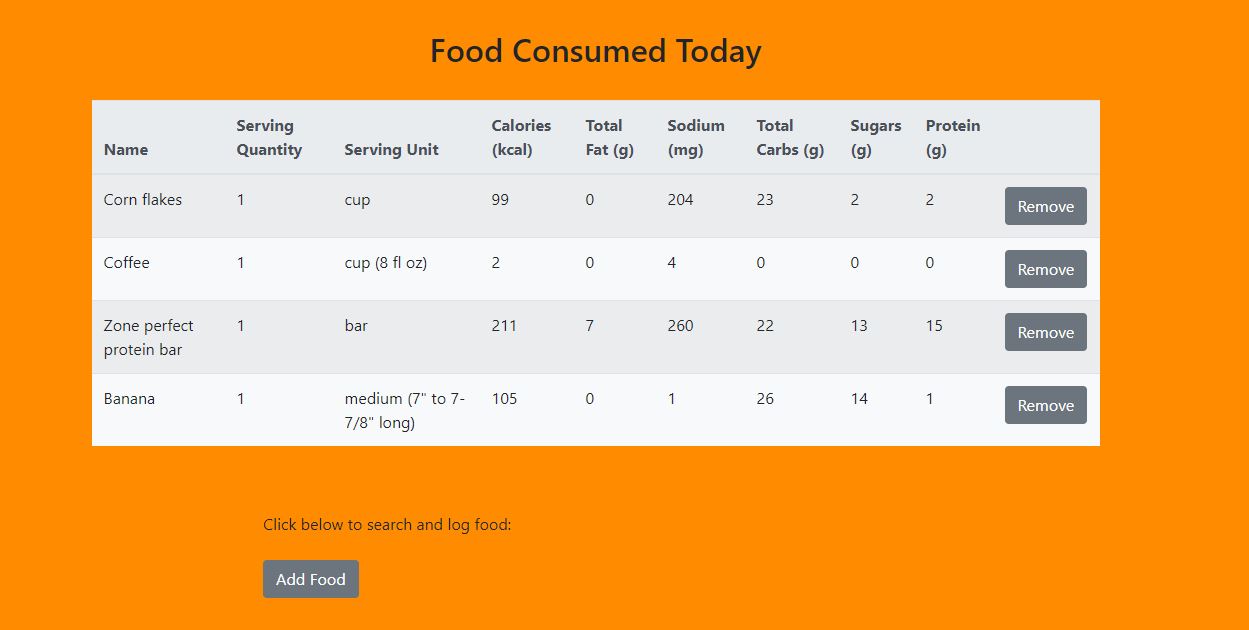 Food Consumed Today
Name Serving Quantity Serving Unit Calories (kcal) Total Fat (g) Sodium (mg) Total Carbs (g) Sugars (g) Protein (g)
Corn flakes 1 cup 99 0 204 23 2 2 Remove
Coffee 1 cup (8 fl oz) 2 0 4 0 0 0 Remove
Zone perfect protein bar 1 bar 211 7 260 22 13 15 Remove
Banana 1 medium (7" to 7-7/8" long) 105 0 1 26 14 1 Remove
Click below to search and log food:
Add Food